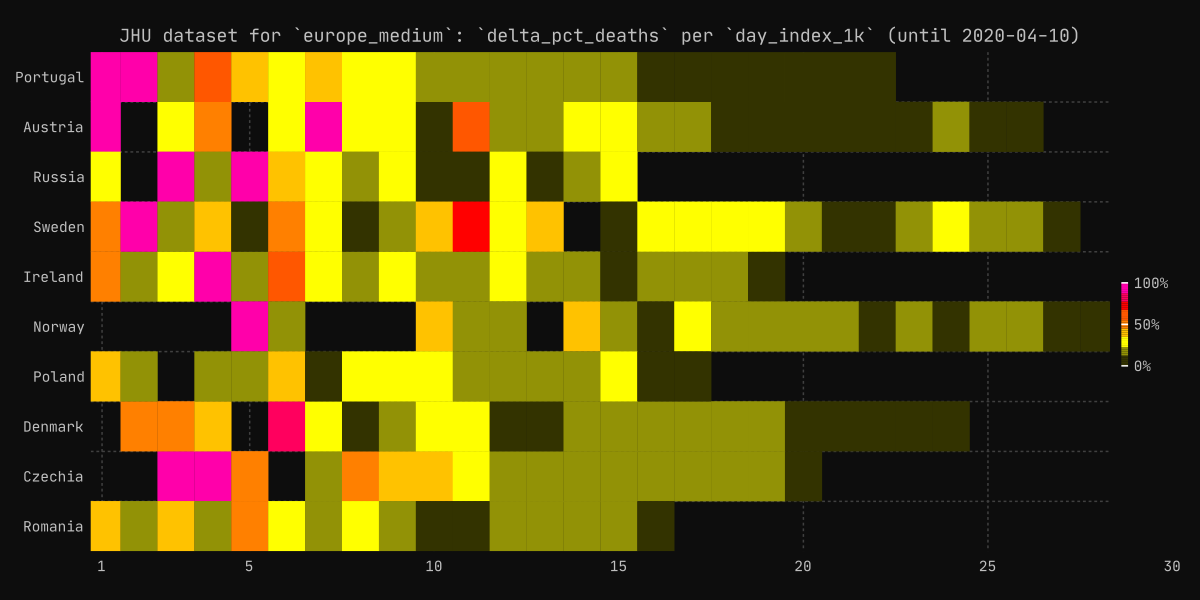 JHU dataset for `europe_medium`: `delta_pct_deaths` per `day_index_1k` (until 2020-04-10)
Portugal
Austria
Russia
Sweden
Ireland
Norway
Poland
Denmark
Czechia
Romania
100%
50%
0%
1 5 10 15 20 25 30